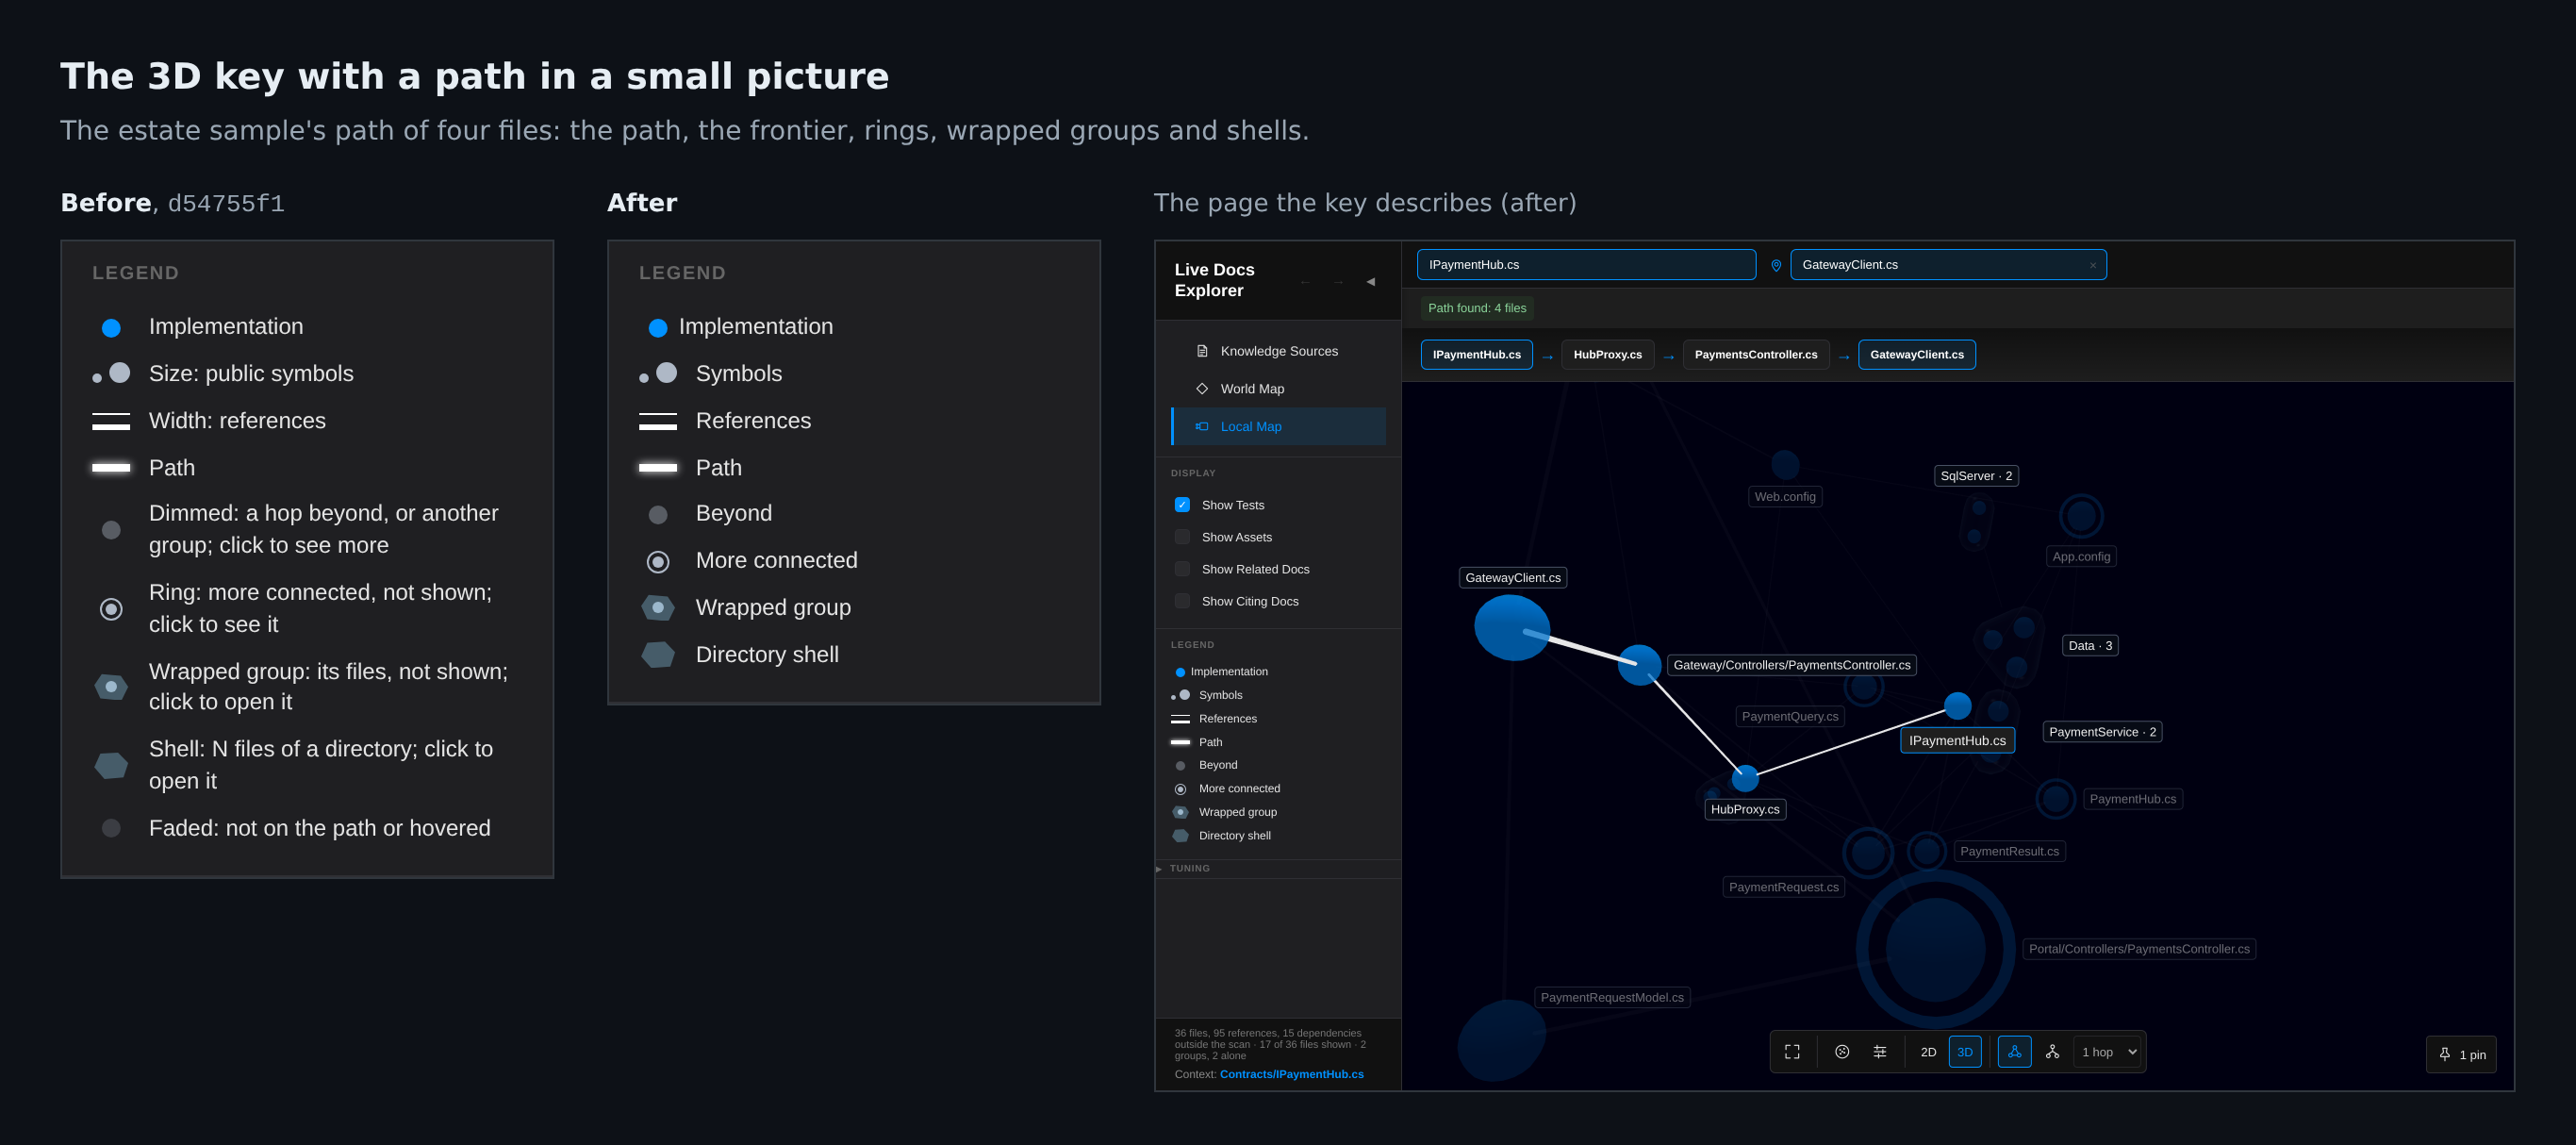 The 3D key with a path in a small picture
The estate sample's path of four files: the path, the frontier, rings, wrapped groups and shells.
Before, d54755f1
LEGEND
Implementation
Size: public symbols
Width: references
Path
Dimmed: a hop beyond, or another
group; click to see more
Ring: more connected, not shown;
click to see it
Wrapped group: its files, not shown;
click to open it
Shell: N files of a directory; click to
open it
Faded: not on the path or hovered
After
LEGEND
Implementation
Symbols
References
Path
Beyond
More connected
Wrapped group
Directory shell
The page the key describes (after)
Live Docs
Explorer
← → ◀
Knowledge Sources
World Map
Local Map
DISPLAY
Show Tests
Show Assets
Show Related Docs
Show Citing Docs
LEGEND
Implementation
Symbols
References
Path
Beyond
More connected
Wrapped group
Directory shell
▶ TUNING
36 files, 95 references, 15 dependencies
outside the scan · 17 of 36 files shown · 2
groups, 2 alone
Context: Contracts/IPaymentHub.cs
IPaymentHub.cs
GatewayClient.cs ×
Path found: 4 files
IPaymentHub.cs → HubProxy.cs → PaymentsController.cs → GatewayClient.cs
SqlServer · 2
Web.config
App.config
GatewayClient.cs
Data · 3
Gateway/Controllers/PaymentsController.cs
PaymentQuery.cs
PaymentService · 2
IPaymentHub.cs
PaymentHub.cs
HubProxy.cs
PaymentResult.cs
PaymentRequest.cs
Portal/Controllers/PaymentsController.cs
PaymentRequestModel.cs
2D 3D 1 hop
1 pin